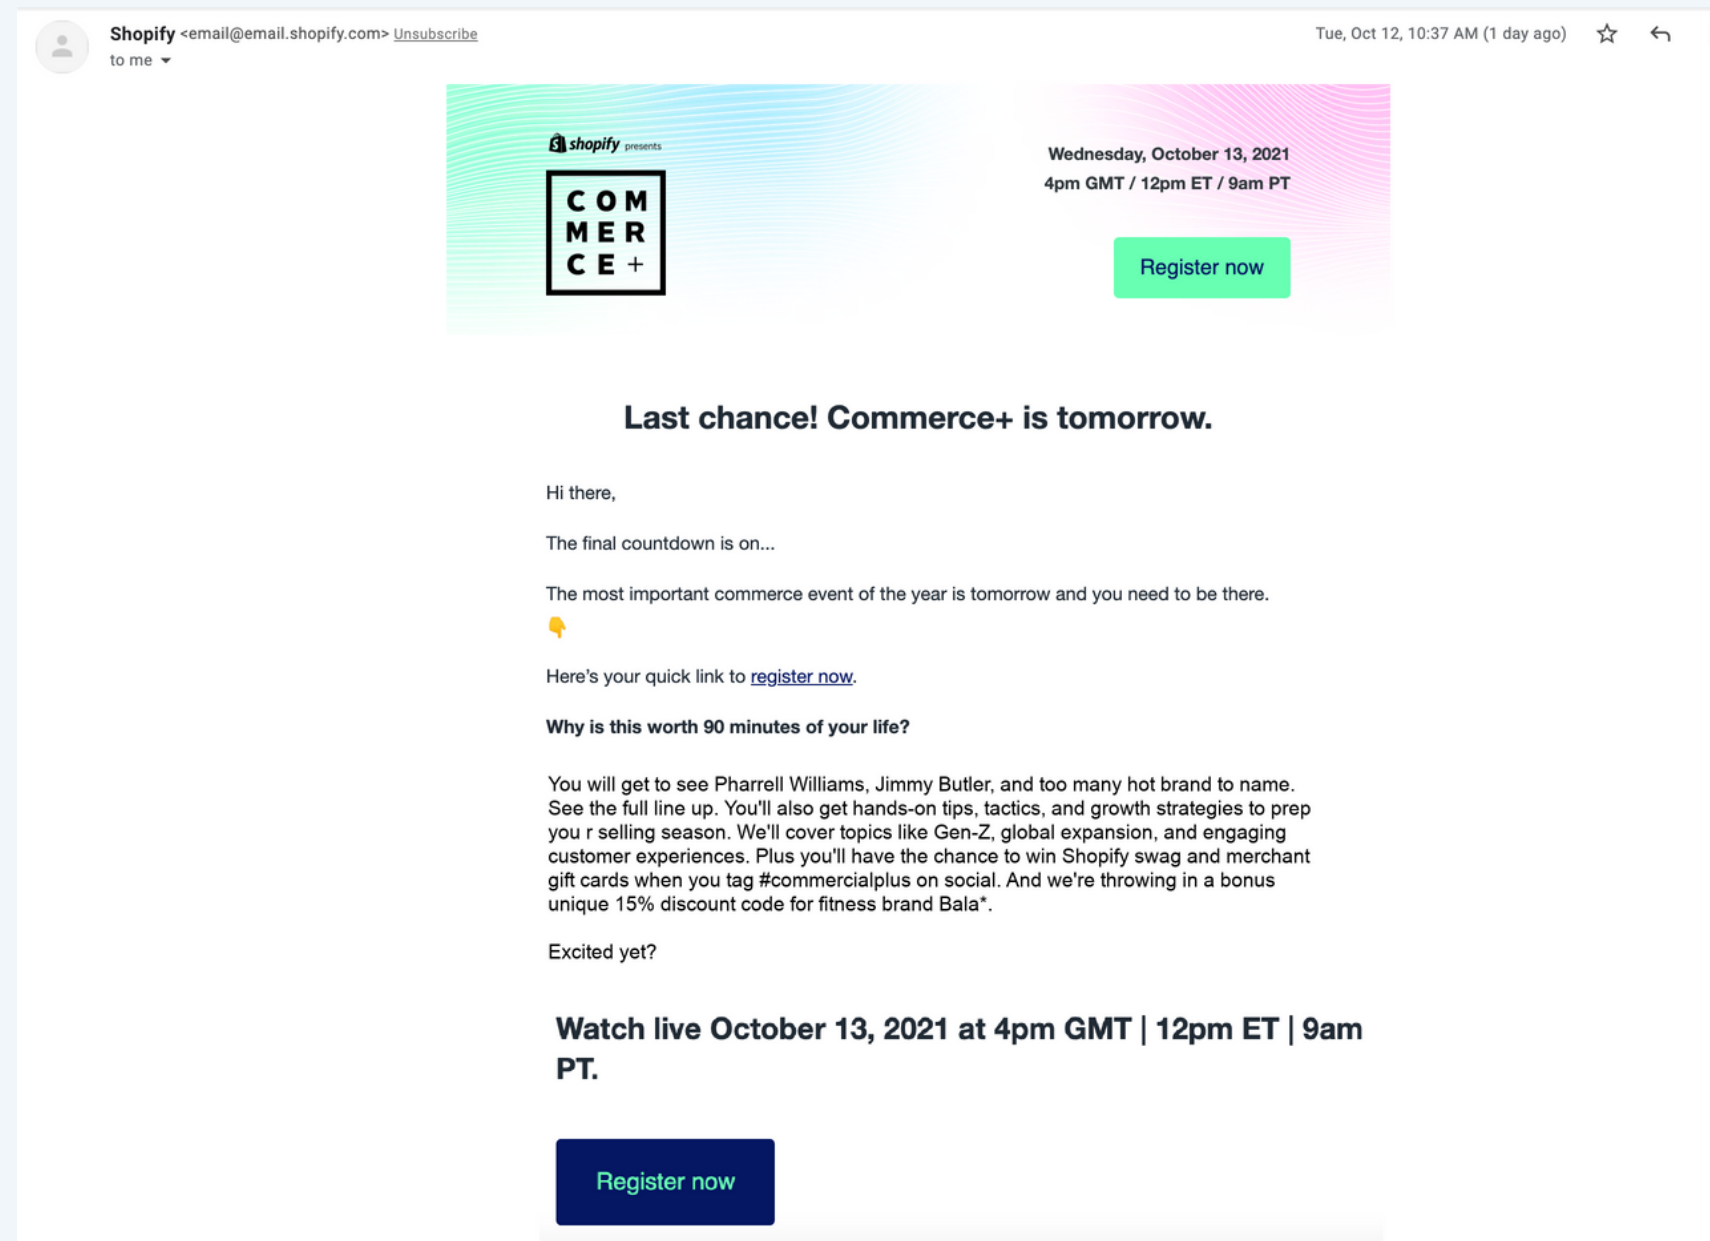 Shopify <email@email.shopify.com> Unsubscribe
Tue, Oct 12, 10:37 AM (1 day ago)
to me
shopify presents
COM
MER
CE+
Wednesday, October 13, 2021
4pm GMT / 12pm ET / 9am PT
Register now
Last chance! Commerce+ is tomorrow.
Hi there,
The final countdown is on...
The most important commerce event of the year is tomorrow and you need to be there.
👇
Here’s your quick link to register now.
Why is this worth 90 minutes of your life?
You will get to see Pharrell Williams, Jimmy Butler, and too many hot brand to name.
See the full line up. You'll also get hands-on tips, tactics, and growth strategies to prep
you r selling season. We'll cover topics like Gen-Z, global expansion, and engaging
customer experiences. Plus you'll have the chance to win Shopify swag and merchant
gift cards when you tag #commercialplus on social. And we're throwing in a bonus
unique 15% discount code for fitness brand Bala*.
Excited yet?
Watch live October 13, 2021 at 4pm GMT | 12pm ET | 9am
PT.
Register now